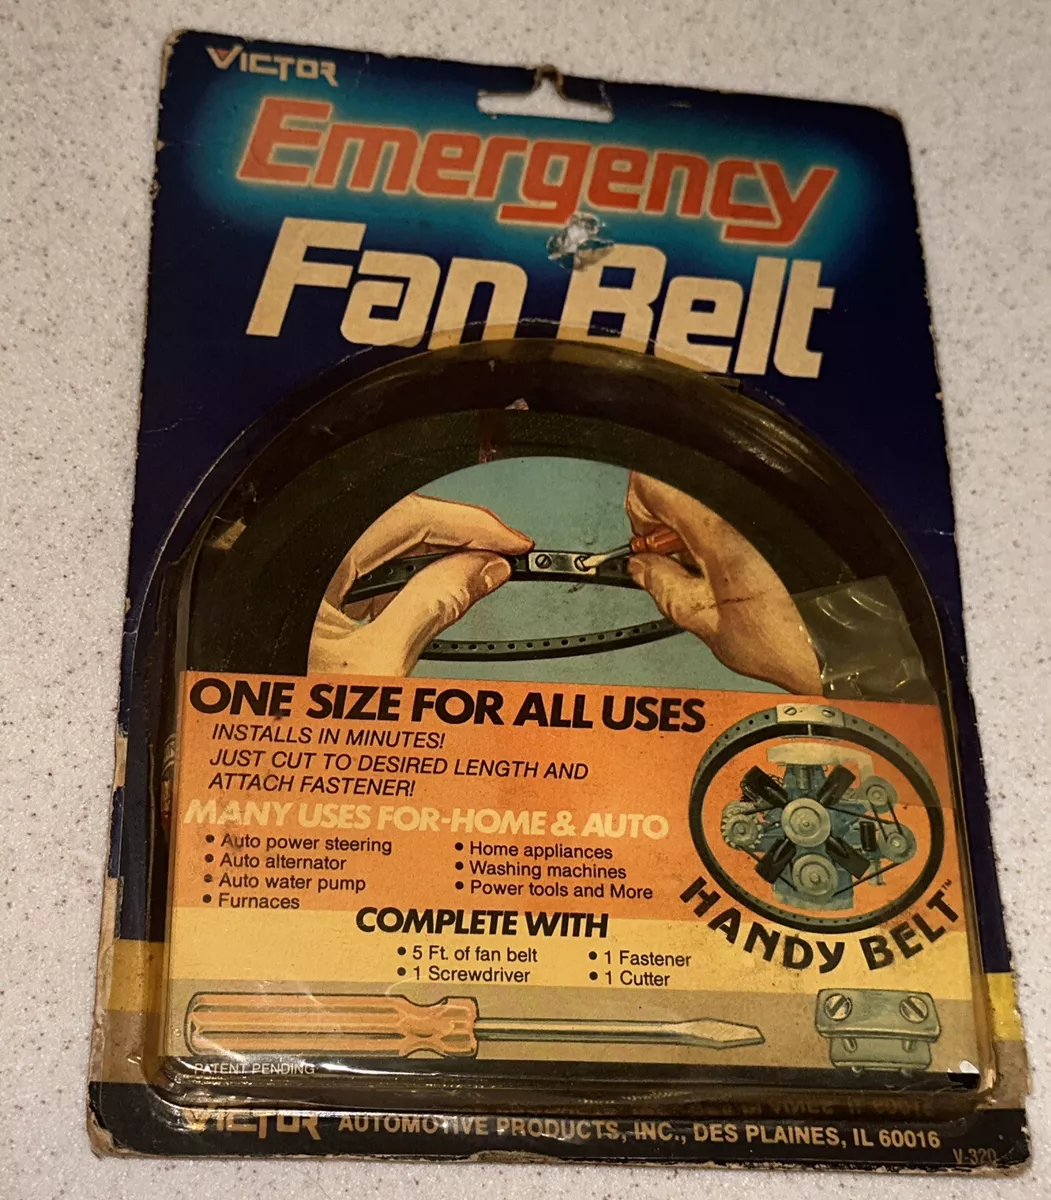 VICTOR
Emergency
Fan Belt
ONE SIZE FOR ALL USES
INSTALLS IN MINUTES!
JUST CUT TO DESIRED LENGTH AND
ATTACH FASTENER!
MANY USES FOR-HOME & AUTO
• Auto power steering
• Auto alternator
• Auto water pump
• Furnaces
• Home appliances
• Washing machines
• Power tools and More
HANDY BELT™
COMPLETE WITH
• 5 Ft. of fan belt
• 1 Screwdriver
• 1 Fastener
• 1 Cutter
PATENT PENDING
VICTOR AUTOMOTIVE PRODUCTS, INC., DES PLAINES, IL 60016
V-320